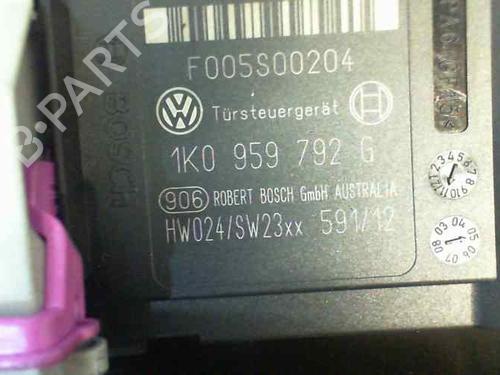 F005S00204
Türsteuergerät
1K0 959 792 G
906 ROBERT BOSCH GmbH AUSTRALIA
HW024/SW23xx 591/12
B-PARTS